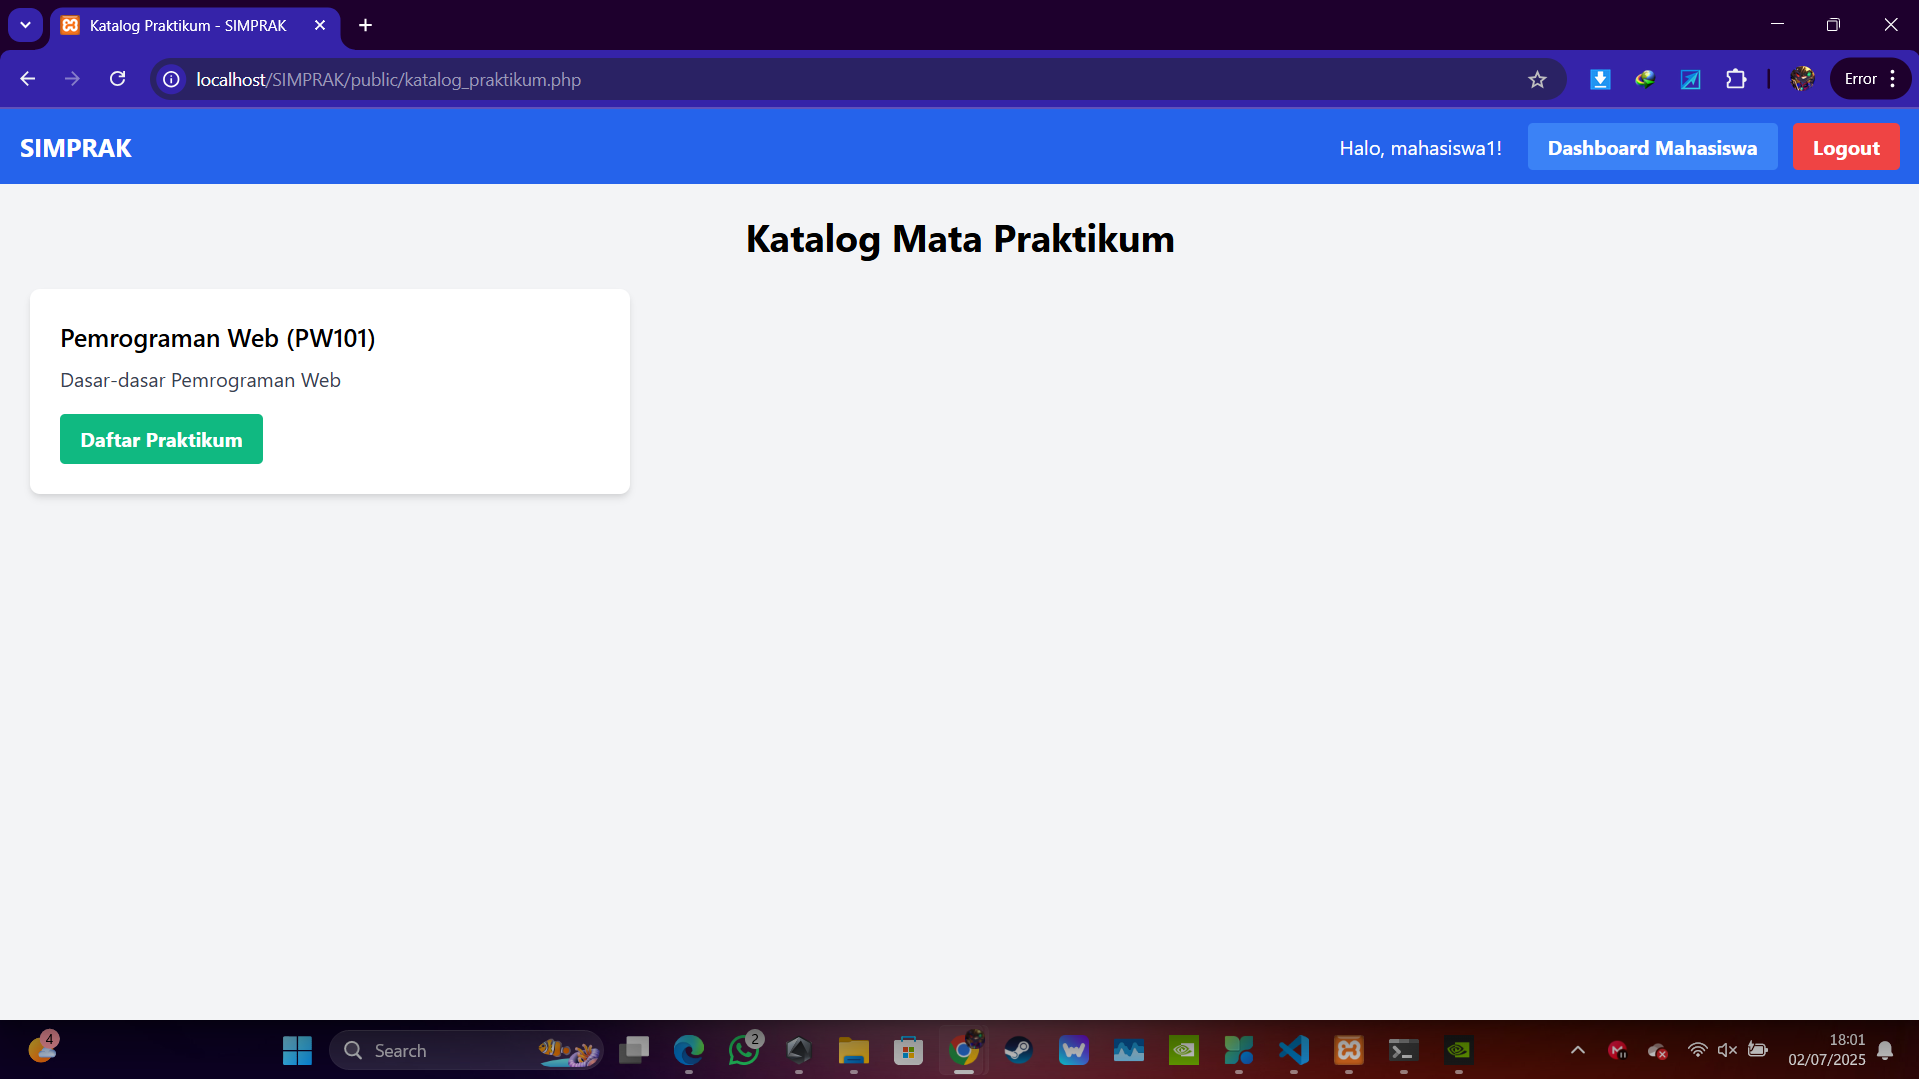 Katalog Praktikum - SIMPRAK
localhost/SIMPRAK/public/katalog_praktikum.php
Error
SIMPRAK
Halo, mahasiswa1!
Dashboard Mahasiswa
Logout
Katalog Mata Praktikum
Pemrograman Web (PW101)
Dasar-dasar Pemrograman Web
Daftar Praktikum
4
Search
2
18:01
02/07/2025